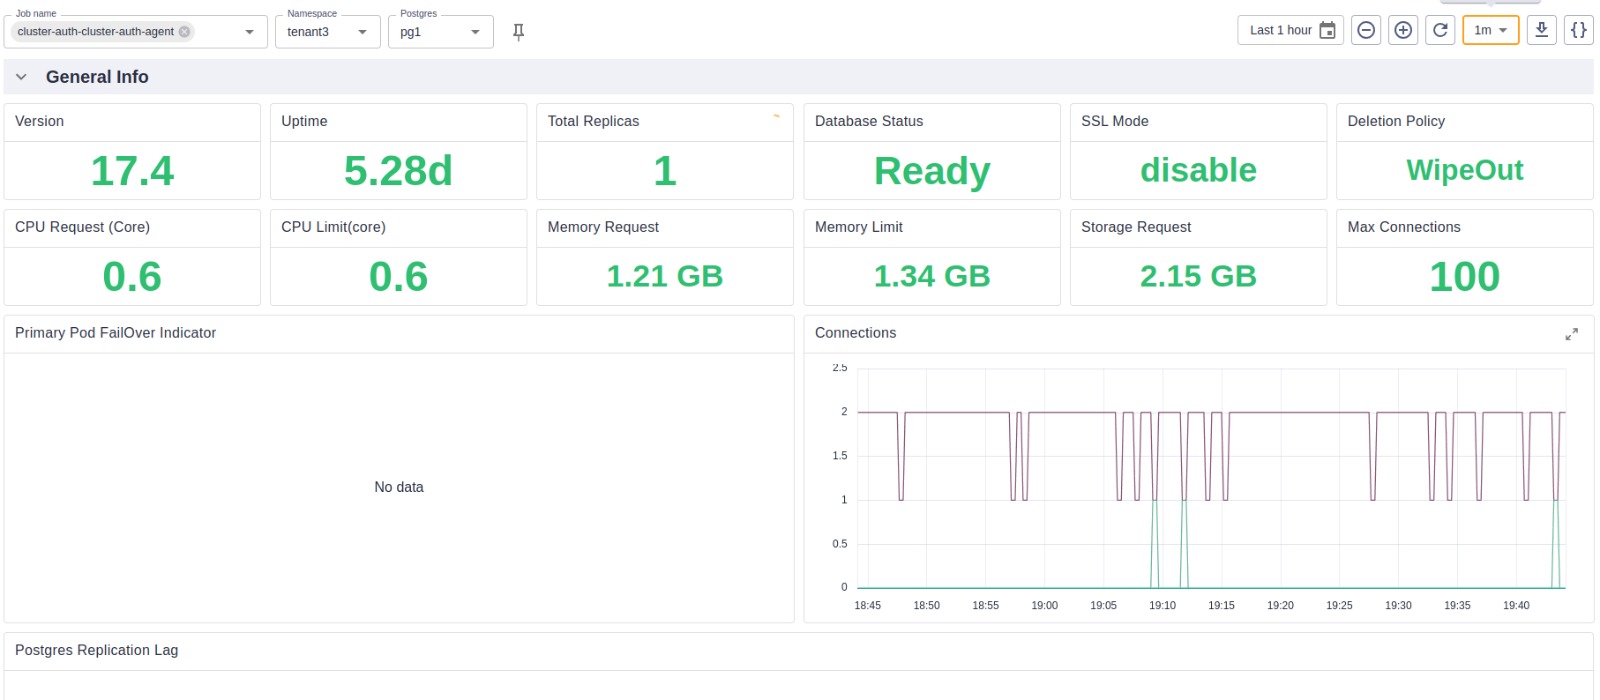 Job name
Namespace
Postgres
cluster-auth-cluster-auth-agent
tenant3
pg1
Last 1 hour
1m
{}
General Info
Version
Uptime
Total Replicas
Database Status
SSL Mode
Deletion Policy
17.4
5.28d
1
Ready
disable
WipeOut
CPU Request (Core)
CPU Limit(core)
Memory Request
Memory Limit
Storage Request
Max Connections
0.6
0.6
1.21 GB
1.34 GB
2.15 GB
100
Primary Pod FailOver Indicator
Connections
No data
2.5
2
1.5
1
0.5
0
18:45 18:50 18:55 19:00 19:05 19:10 19:15 19:20 19:25 19:30 19:35 19:40
Postgres Replication Lag